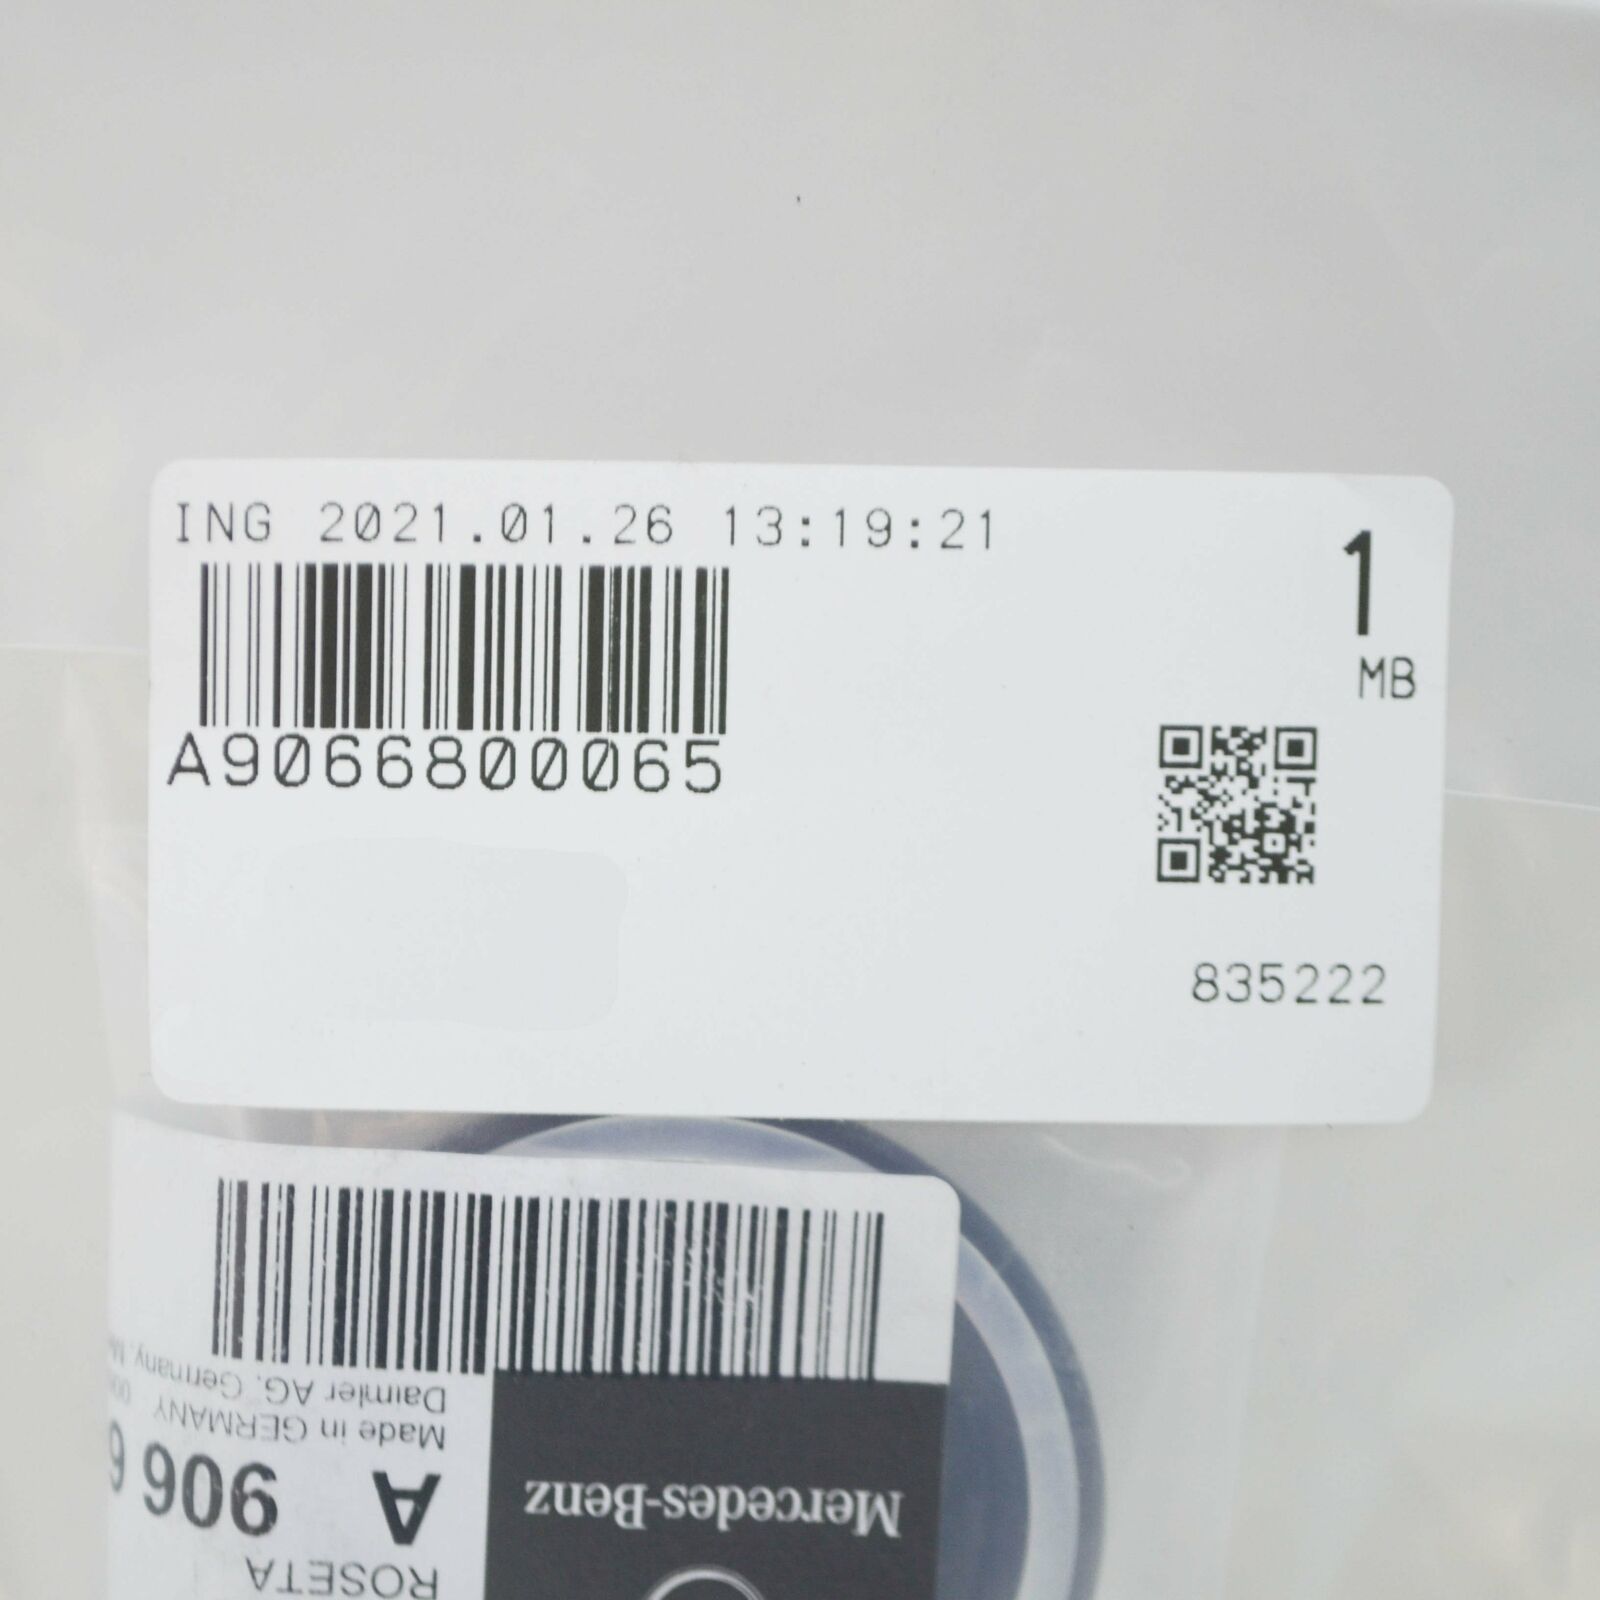 ING 2021.01.26 13:19:21
1
MB
A9066800065
835222
Mercedes-Benz
ROSETA
A 906 6
Made in GERMANY
Daimler AG, Germany,